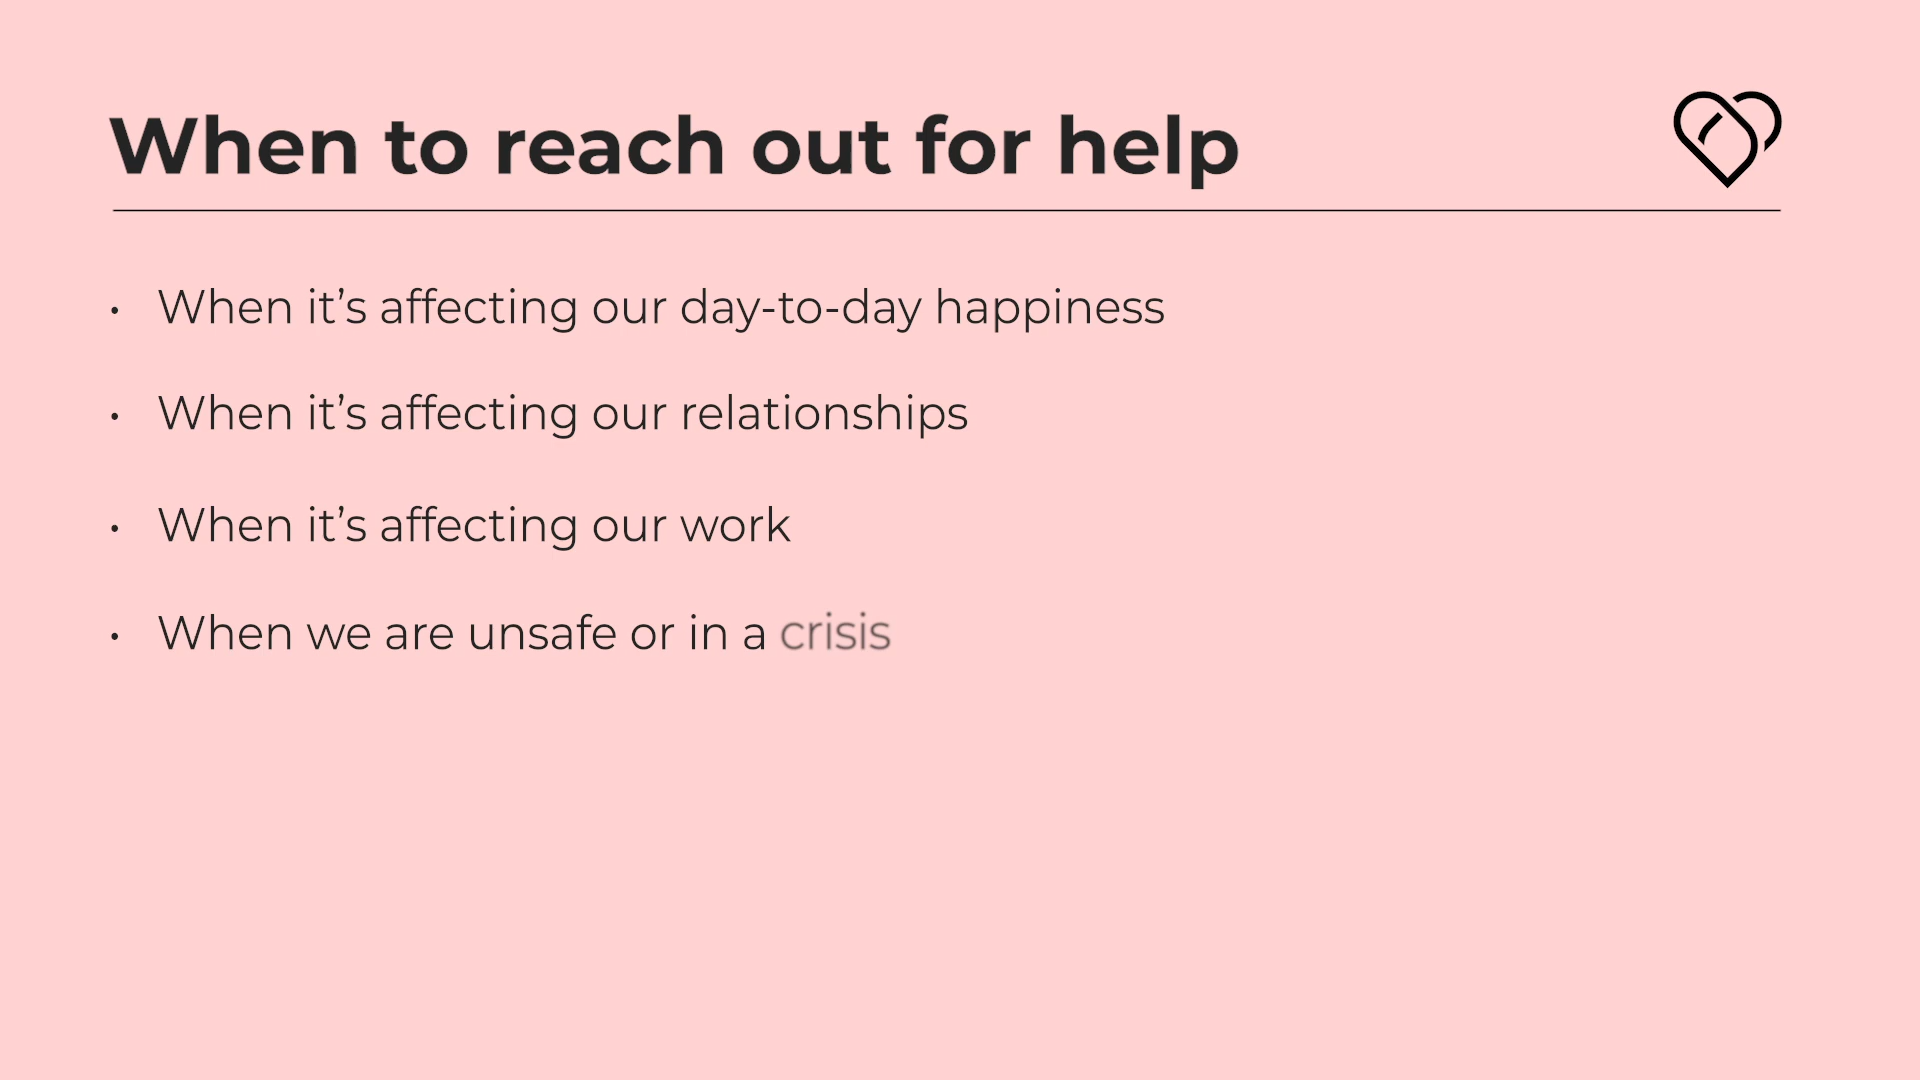 When to reach out for help
• When it’s affecting our day-to-day happiness
• When it’s affecting our relationships
• When it’s affecting our work
• When we are unsafe or in a crisis